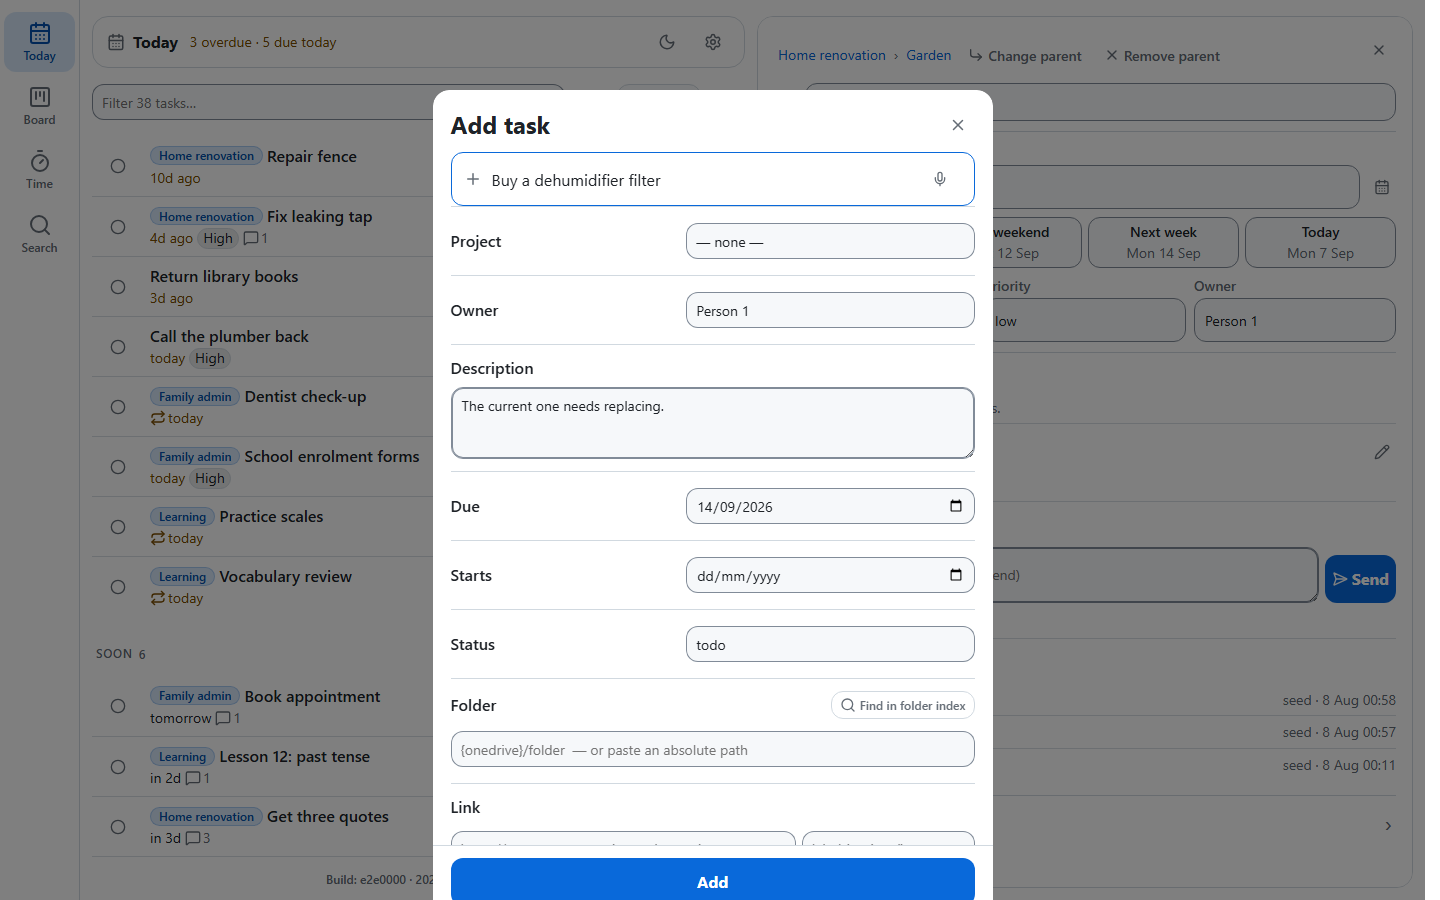 Today
Board
Time
Search
Today 3 overdue · 5 due today
Filter 38 tasks...
Home renovation Repair fence
10d ago
Home renovation Fix leaking tap
4d ago High 1
Return library books
3d ago
Call the plumber back
today High
Family admin Dentist check-up
today
Family admin School enrolment forms
today High
Learning Practice scales
today
Learning Vocabulary review
today
SOON 6
Family admin Book appointment
tomorrow 1
Learning Lesson 12: past tense
in 2d 1
Home renovation Get three quotes
in 3d 3
Build: e2e0000 · 202
Add task
Buy a dehumidifier filter
Project
— none —
Owner
Person 1
Description
The current one needs replacing.
Due
14/09/2026
Starts
dd/mm/yyyy
Status
todo
Folder
Find in folder index
{onedrive}/folder — or paste an absolute path
Link
Add
Home renovation › Garden Change parent Remove parent
weekend
12 Sep
Next week
Mon 14 Sep
Today
Mon 7 Sep
riority
Owner
low
Person 1
s.
end)
Send
seed · 8 Aug 00:58
seed · 8 Aug 00:57
seed · 8 Aug 00:11